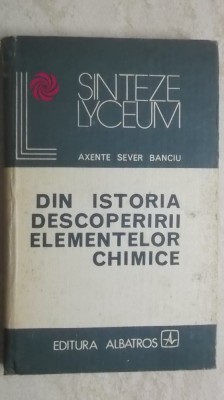 SINTEZE
LYCEUM
AXENTE SEVER BANCIU
DIN ISTORIA
DESCOPERIRII
ELEMENTELOR
CHIMICE
EDITURA ALBATROS